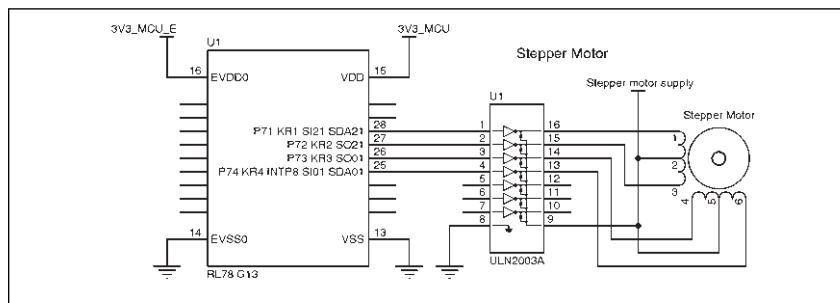 3V3_MCU_E
3V3_MCU
U1
16 EVDD0
VDD 15
P71 KR1 SI21 SDA21 28
P72 KR2 SO21 27
P73 KR3 SO01 26
P74 KR4 INTP8 SI01 SDA01 25
14 EVSS0
VSS 13
RL78 G13
Stepper Motor
Stepper motor supply
U1
1 16
2 15
3 14
4 13
5 12
6 11
7 10
8 9
ULN2003A
Stepper Motor
1
2
3
4 5 6